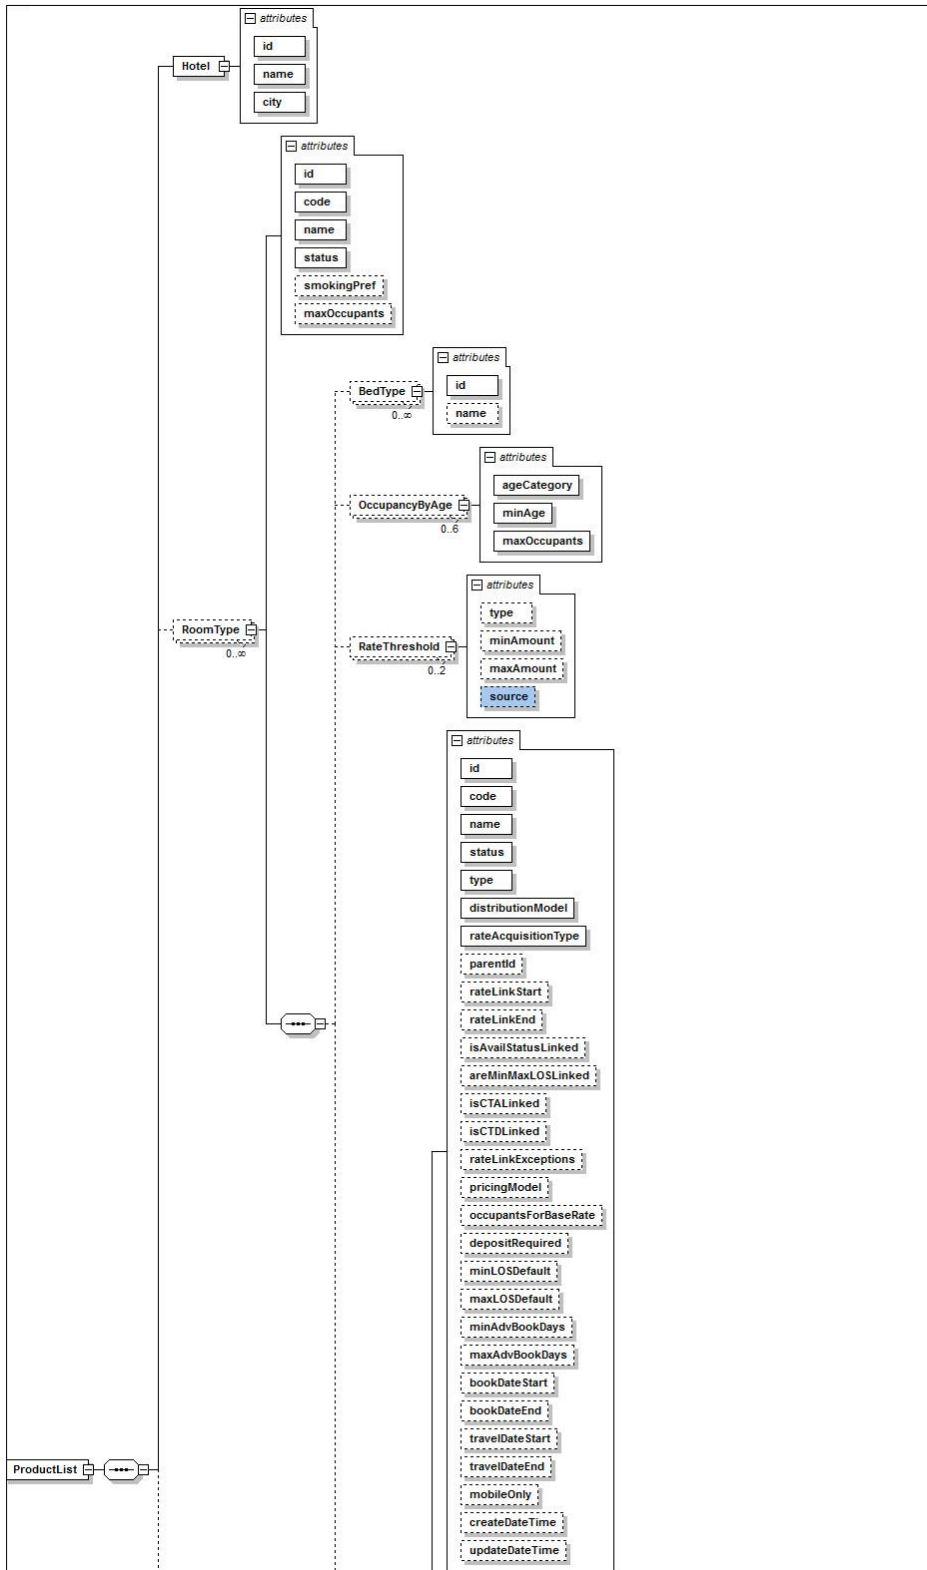 attributes
id
Hotel
name
city
attributes
id
code
name
status
smokingPref
maxOccupants
attributes
id
BedType
name
0..∞
attributes
ageCategory
OccupancyByAge
minAge
0..6
maxOccupants
attributes
type
RoomType
0..∞
minAmount
RateThreshold
maxAmount
0..2
source
attributes
id
code
name
status
type
distributionModel
rateAcquisitionType
parentId
rateLinkStart
rateLinkEnd
isAvailStatusLinked
areMinMaxLOSLinked
isCTALinked
isCTDLinked
rateLinkExceptions
pricingModel
occupantsForBaseRate
depositRequired
minLOSDefault
maxLOSDefault
minAdvBookDays
maxAdvBookDays
bookDateStart
bookDateEnd
travelDateStart
travelDateEnd
ProductList
mobileOnly
createDateTime
updateDateTime